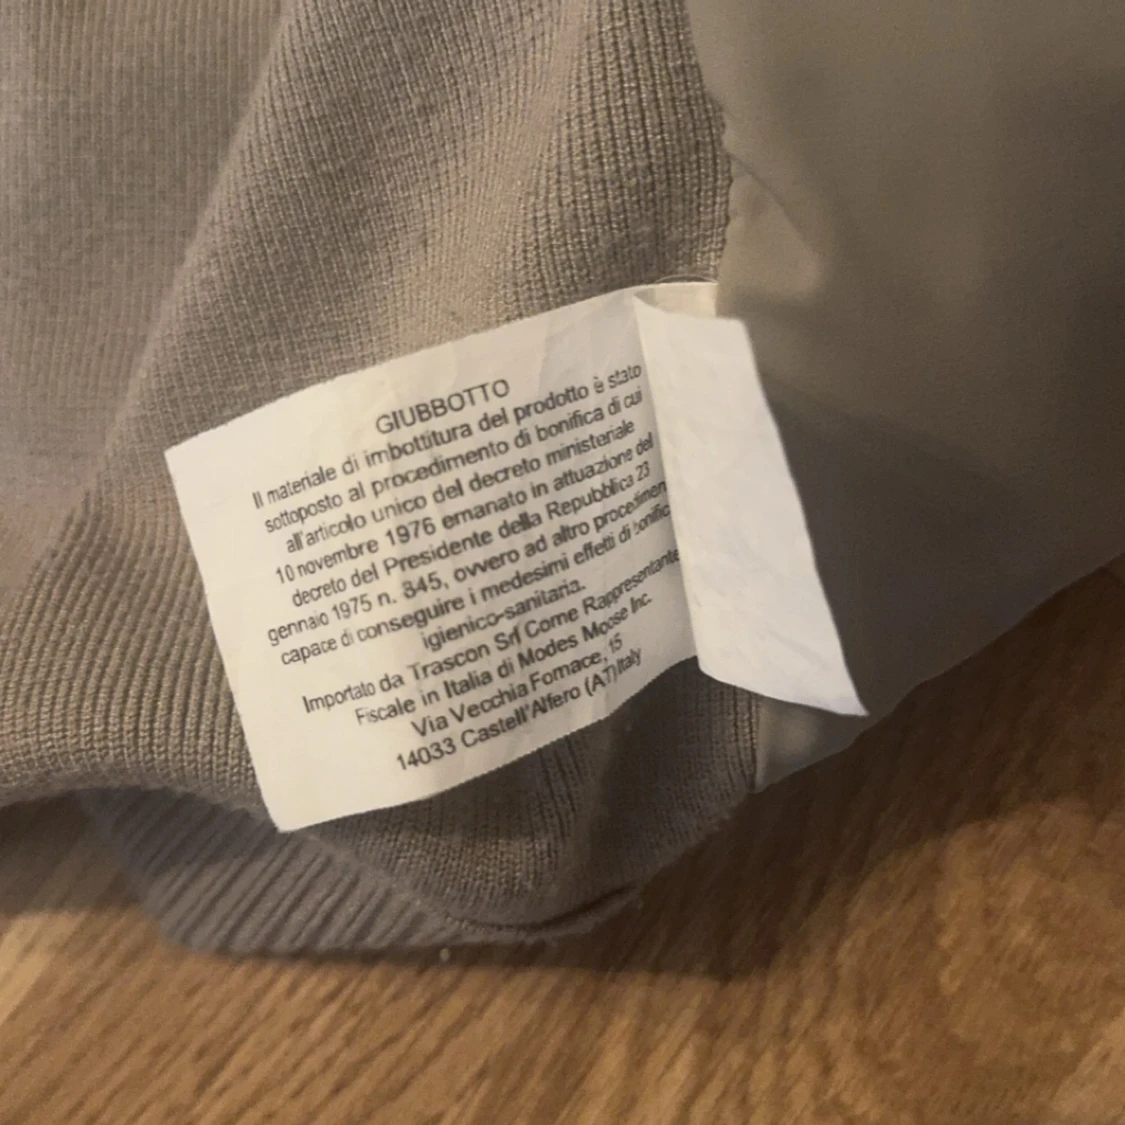 GIUBBOTTO
Il materiale di imbottitura del prodotto è stato
sottoposto al procedimento di bonifica di cui
all'articolo unico del decreto ministeriale
10 novembre 1976 emanato in attuazione del
decreto del Presidente della Repubblica 23
gennaio 1975 n. 845, ovvero ad altro procedimen
capace di conseguire i medesimi effetti di bonific
igienico-sanitaria.
Importato da Trascon Srl Come Rappresentante
Fiscale in Italia di Modes Moose Inc.
Via Vecchia Fornace, 15
14033 Castell'Alfero (AT) Italy